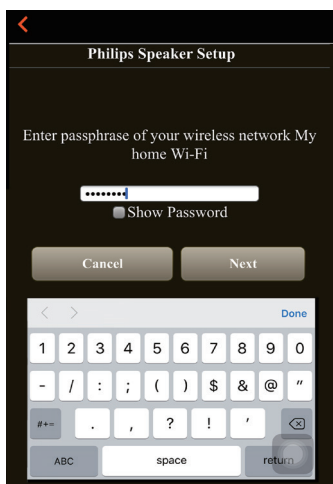 Philips Speaker Setup
Enter passphrase of your wireless network My
home Wi-Fi
••••••••
Show Password
Cancel Next
Done
1 2 3 4 5 6 7 8 9 0
- / : ; ( ) $ & @ "
#+= . , ? ! '
ABC space return